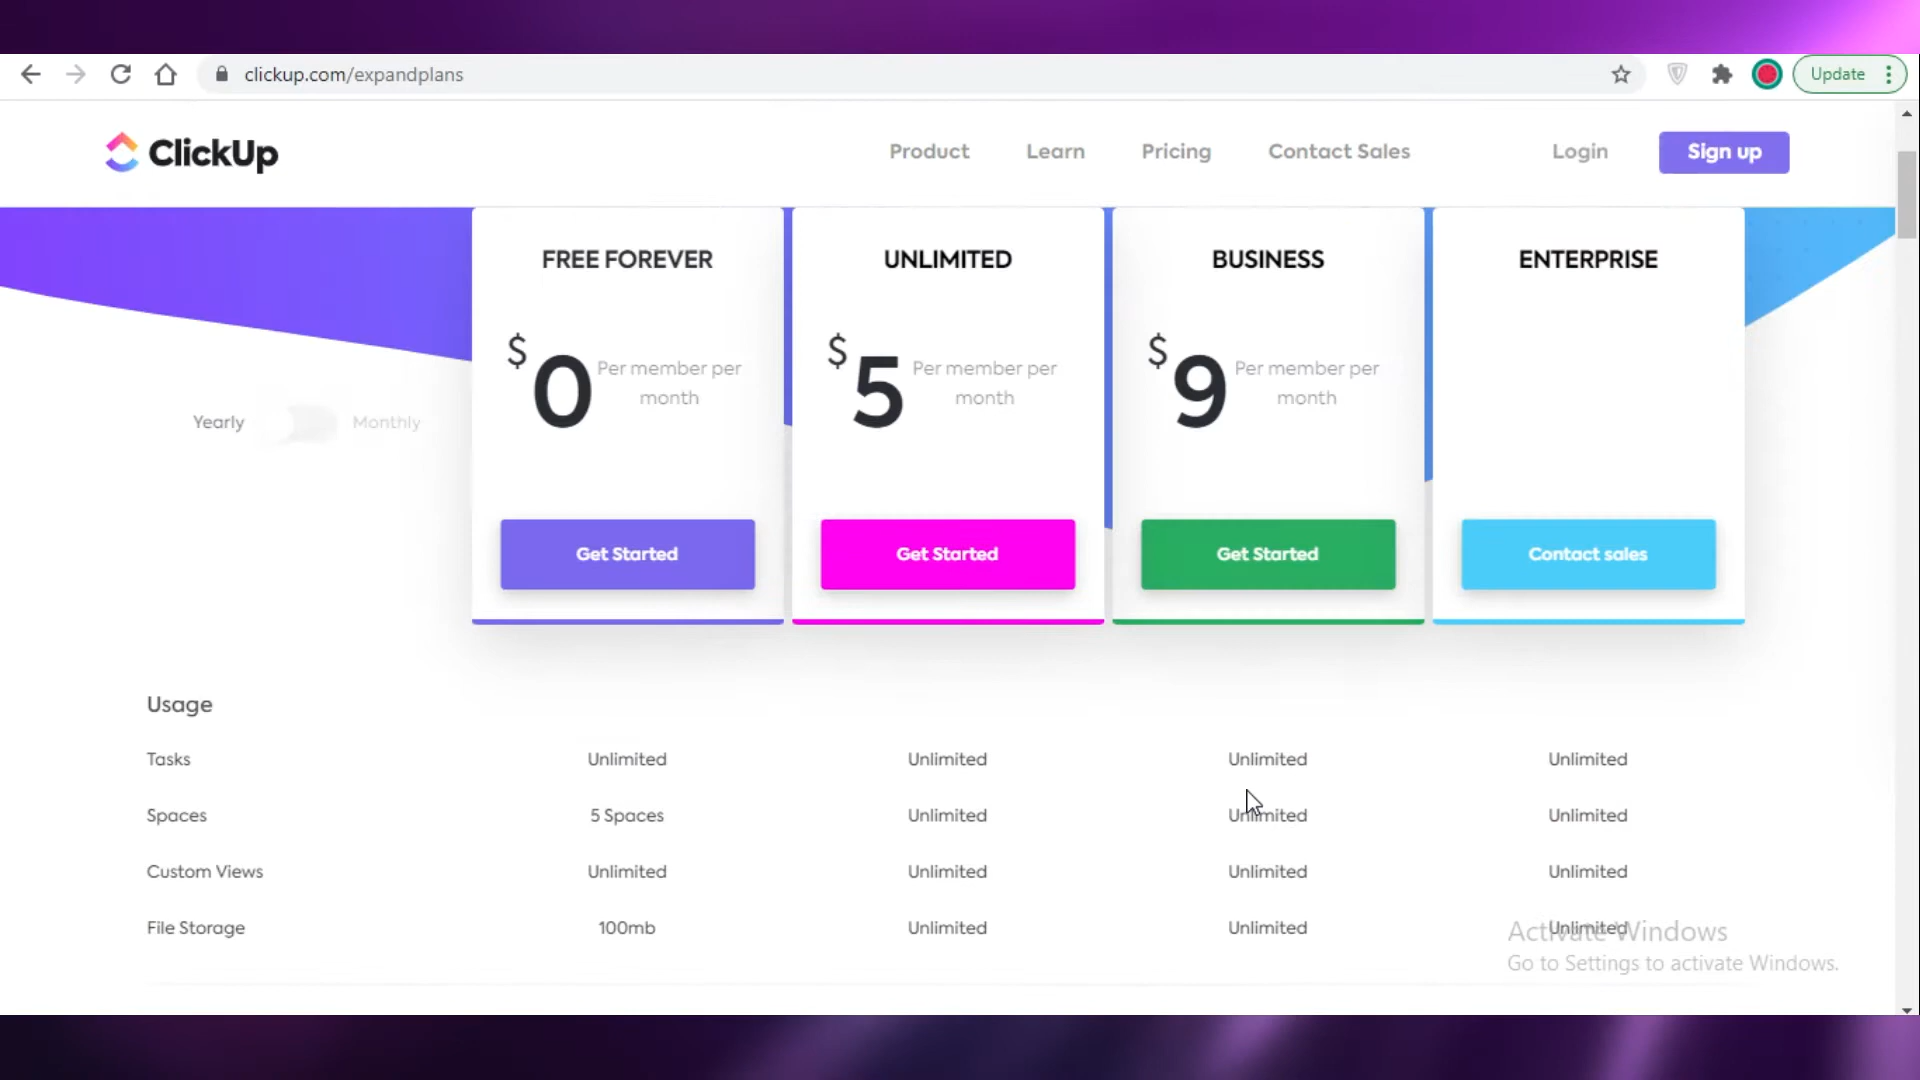 clickup.com/expandplans
Update
ClickUp
Product Learn Pricing Contact Sales Login Sign up
FREE FOREVER UNLIMITED BUSINESS ENTERPRISE
$0 Per member per month
$5 Per member per month
$9 Per member per month
Yearly Monthly
Get Started Get Started Get Started Contact sales
Usage
Tasks Unlimited Unlimited Unlimited Unlimited
Spaces 5 Spaces Unlimited Unlimited Unlimited
Custom Views Unlimited Unlimited Unlimited Unlimited
File Storage 100mb Unlimited Unlimited Unlimited
Activate Windows
Go to Settings to activate Windows.